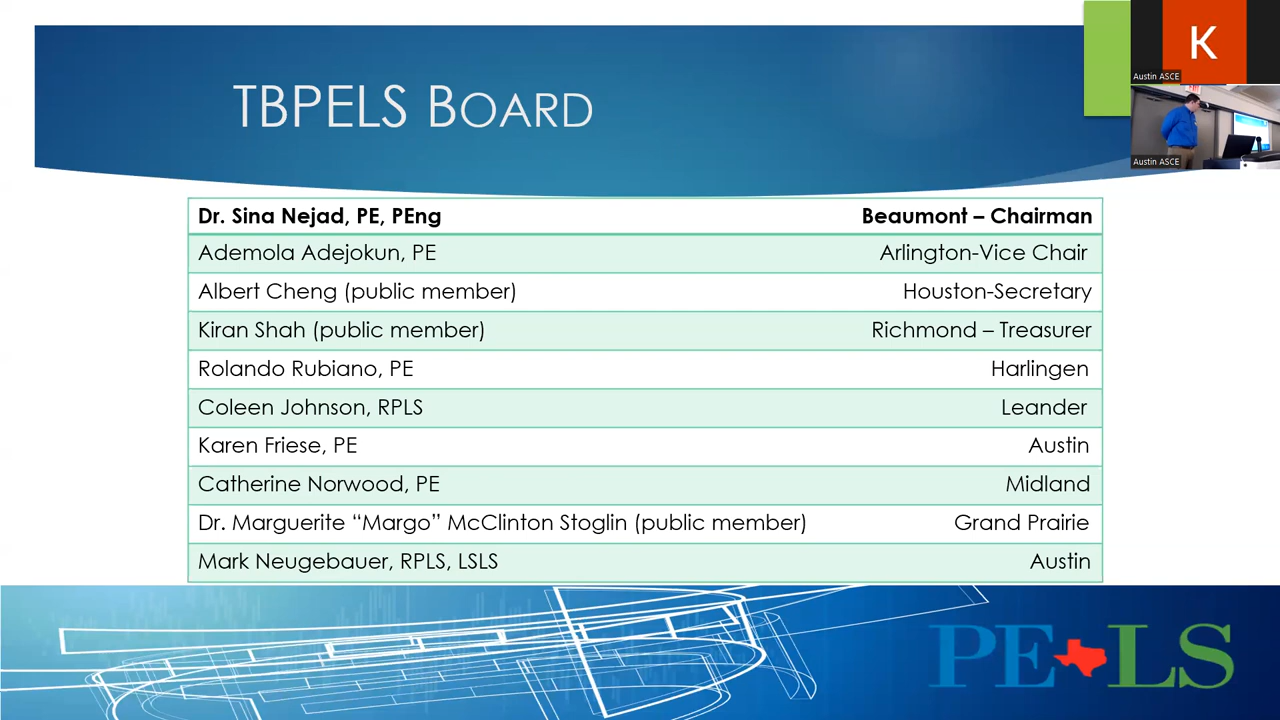 TBPELS BOARD
K
Austin ASCE
Austin ASCE
Dr. Sina Nejad, PE, PEng Beaumont – Chairman
Ademola Adejokun, PE Arlington-Vice Chair
Albert Cheng (public member) Houston-Secretary
Kiran Shah (public member) Richmond – Treasurer
Rolando Rubiano, PE Harlingen
Coleen Johnson, RPLS Leander
Karen Friese, PE Austin
Catherine Norwood, PE Midland
Dr. Marguerite “Margo” McClinton Stoglin (public member) Grand Prairie
Mark Neugebauer, RPLS, LSLS Austin
PE LS